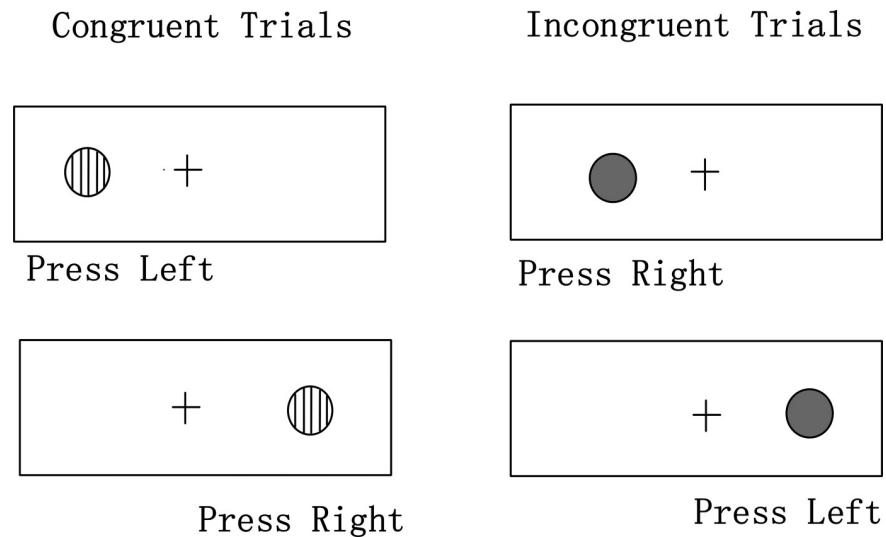 Congruent Trials
Incongruent Trials
Press Left
Press Right
Press Right
Press Left